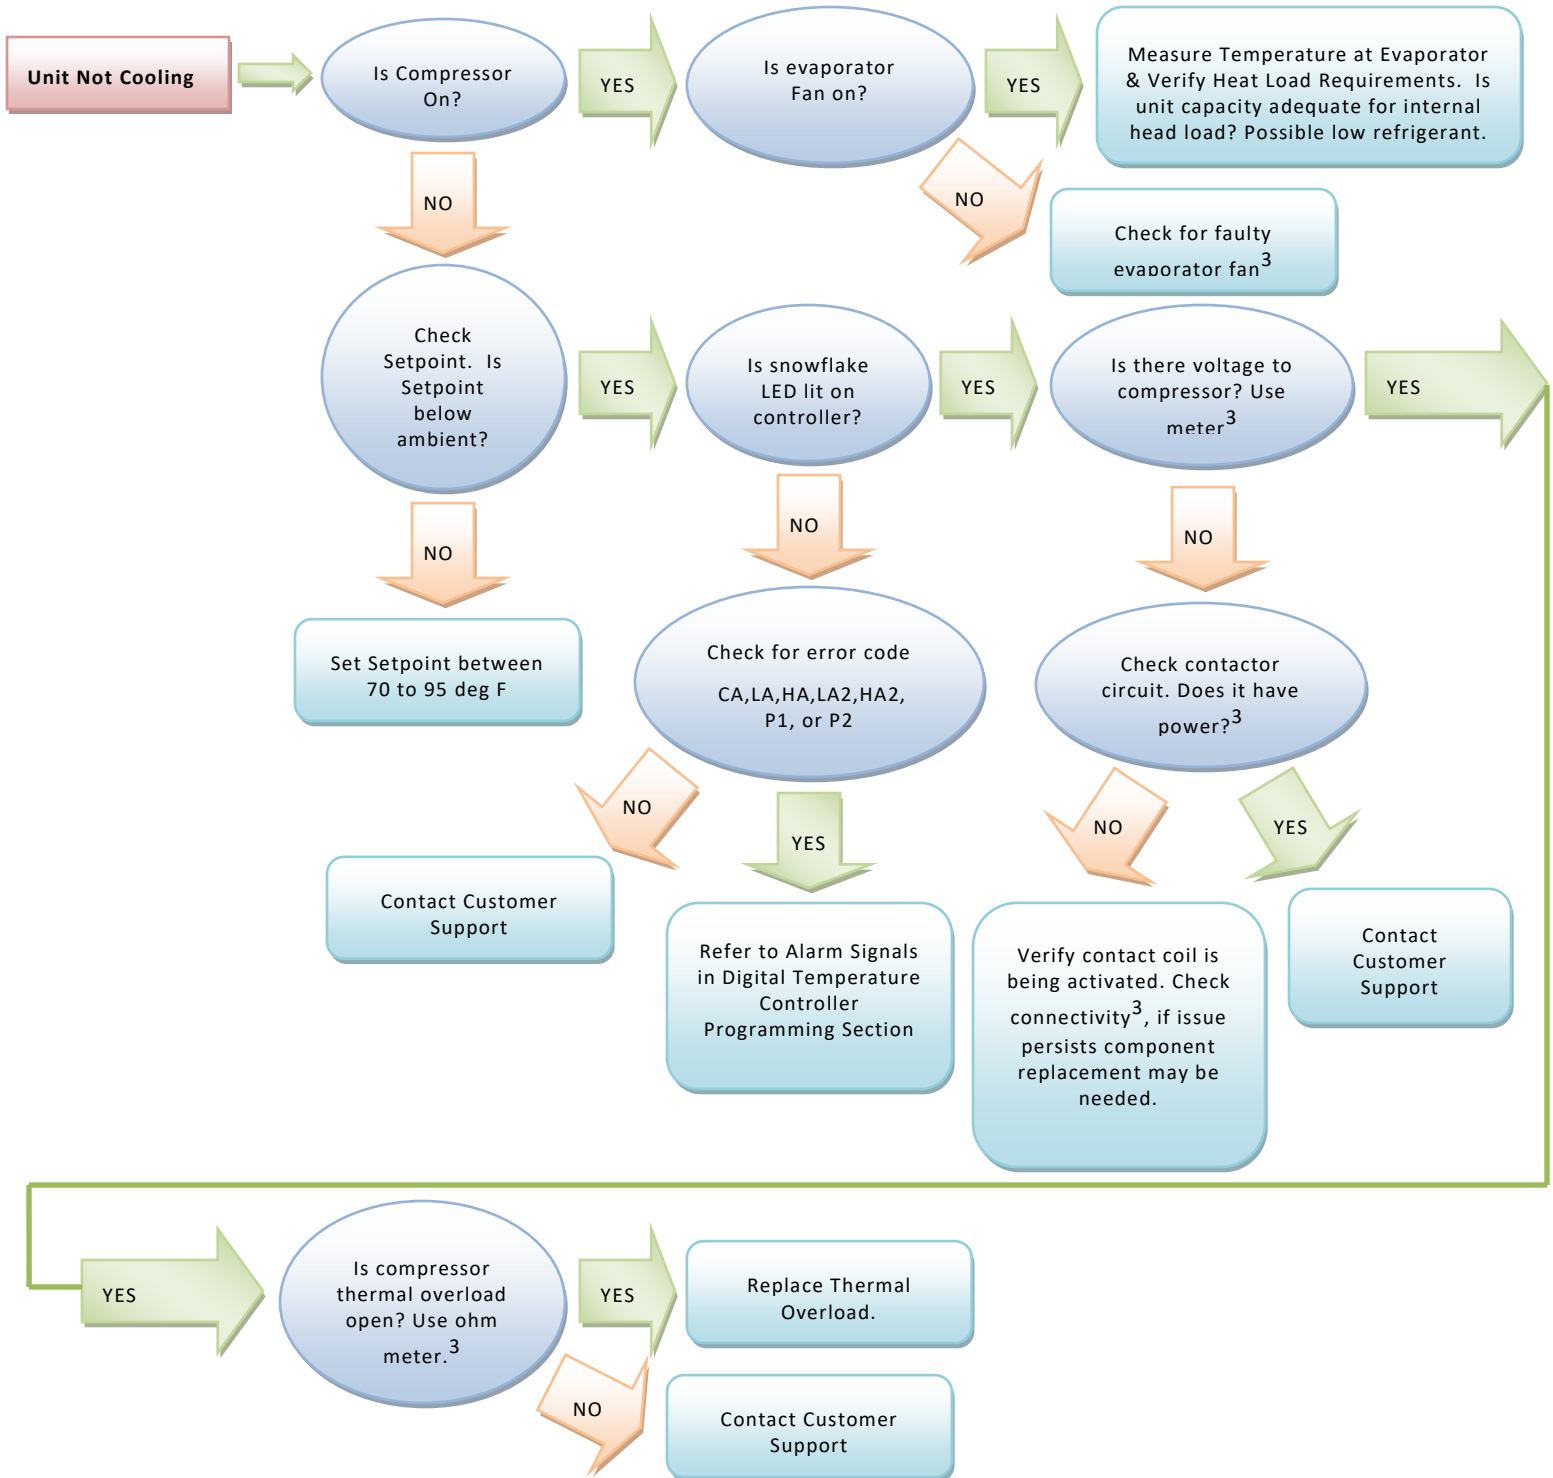 Unit Not Cooling
Is Compressor
On?
YES
Is evaporator
Fan on?
YES
Measure Temperature at Evaporator
& Verify Heat Load Requirements.  Is
unit capacity adequate for internal
head load? Possible low refrigerant.
NO
NO
Check for faulty
evaporator fan3
Check
Setpoint.  Is
Setpoint
below
ambient?
YES
Is snowflake
LED lit on
controller?
YES
Is there voltage to
compressor? Use
meter3
YES
NO
NO
NO
Set Setpoint between
70 to 95 deg F
Check for error code
CA,LA,HA,LA2,HA2,
P1, or P2
Check contactor
circuit. Does it have
power?3
NO
YES
NO
YES
Contact Customer
Support
Refer to Alarm Signals
in Digital Temperature
Controller
Programming Section
Verify contact coil is
being activated. Check
connectivity3, if issue
persists component
replacement may be
needed.
Contact
Customer
Support
YES
Is compressor
thermal overload
open? Use ohm
meter.3
YES
Replace Thermal
Overload.
NO
Contact Customer
Support